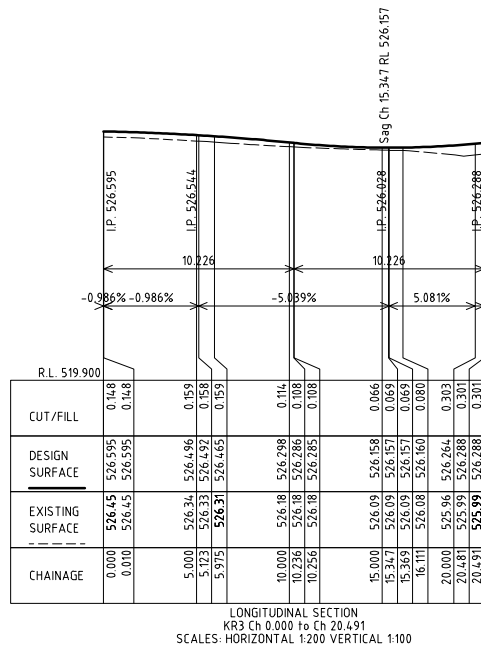 Sag Ch 15.347 RL 526.157
I.P. 526.595
I.P. 526.544
I.P. 526.028
I.P. 526.288
10.226
10.226
-0.986% -0.986%
-5.039%
5.081%
R.L. 519.900
CUT/FILL
0.148 0.148 0.159 0.158 0.159 0.114 0.108 0.108 0.066 0.069 0.069 0.080 0.303 0.301 0.301
DESIGN
SURFACE
526.595 526.595 526.496 526.492 526.465 526.298 526.286 526.285 526.158 526.157 526.157 526.160 526.264 526.288 526.288
EXISTING
SURFACE
526.45 526.45 526.34 526.33 526.31 526.18 526.18 526.18 526.09 526.09 526.09 526.08 525.96 525.99 525.99
CHAINAGE
0.000 0.010 5.000 5.123 5.975 10.000 10.236 10.256 15.000 15.347 15.369 16.111 20.000 20.481 20.491
LONGITUDINAL SECTION
KR3 Ch 0.000 to Ch 20.491
SCALES: HORIZONTAL 1:200 VERTICAL 1:100